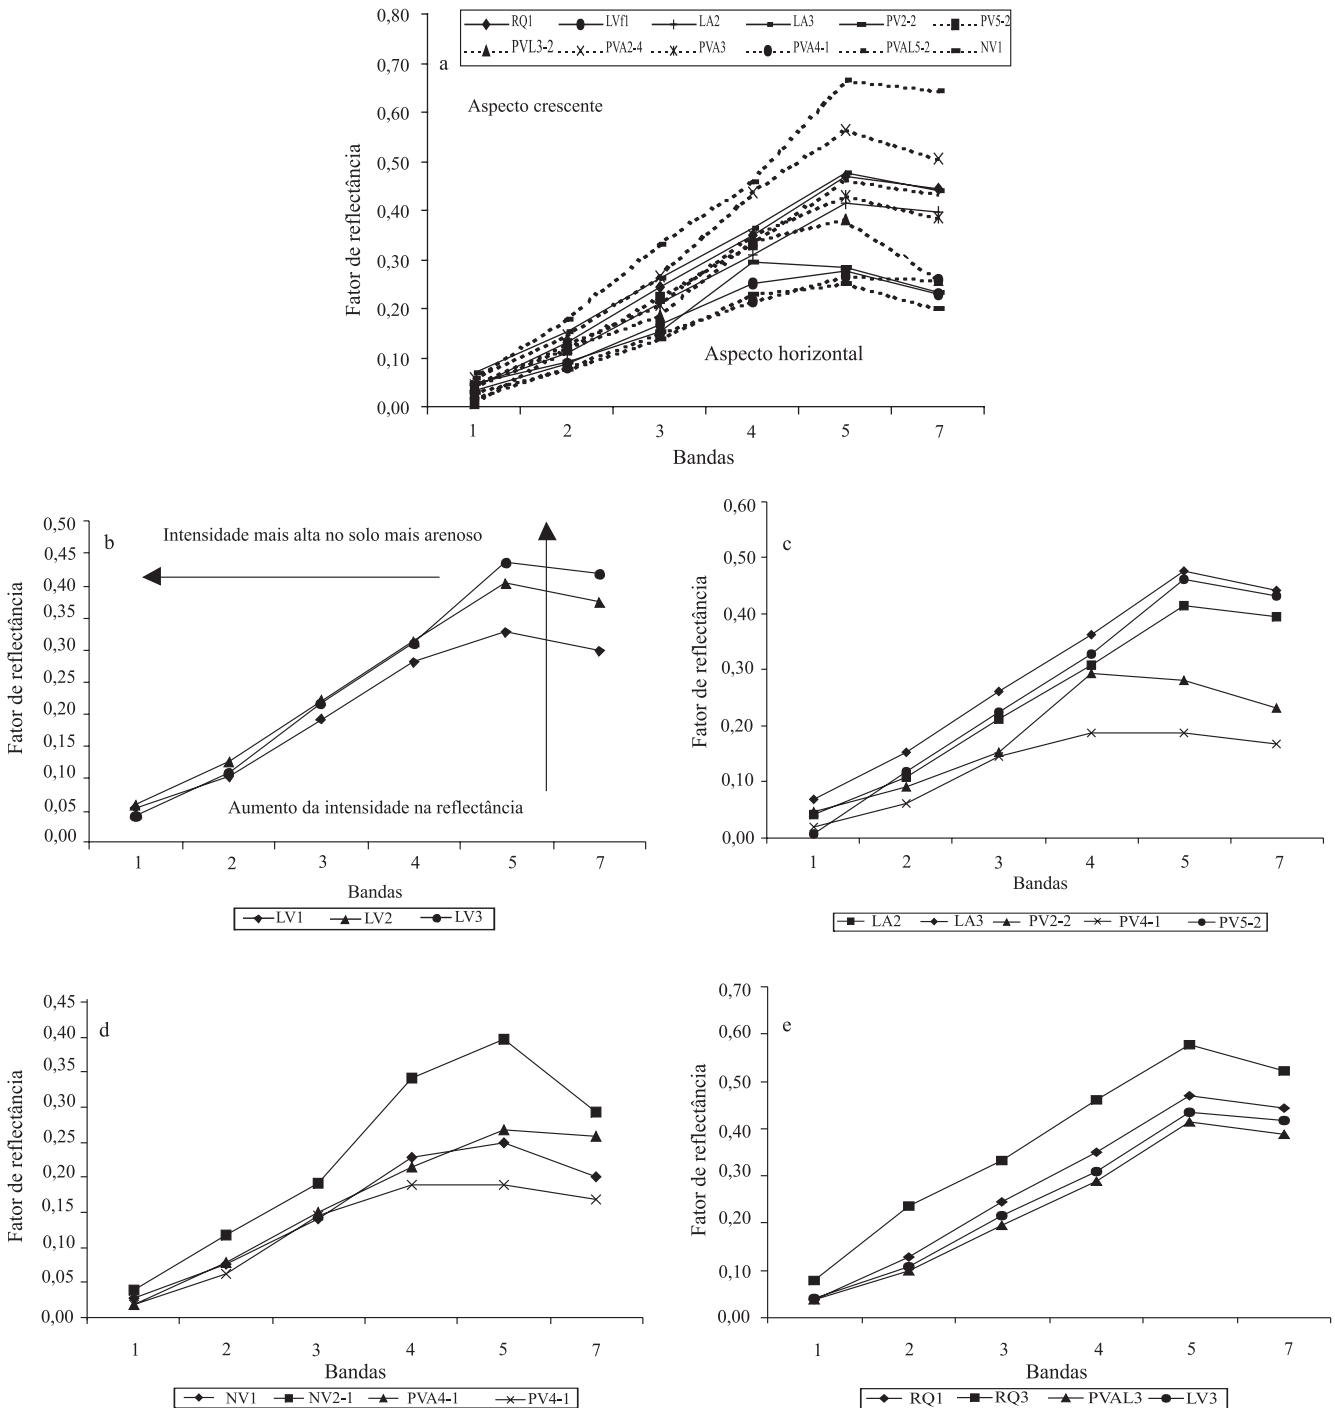 RQ1 LVf1 LA2 LA3 PV2-2 PV5-2
PVL3-2 PVA2-4 PVA3 PVA4-1 PVAL5-2 NV1
a
Aspecto crescente
Aspecto horizontal
Fator de reflectância
0,80
0,70
0,60
0,50
0,40
0,30
0,20
0,10
0,00
1 2 3 4 5 7
Bandas
b
Intensidade mais alta no solo mais arenoso
Aumento da intensidade na reflectância
Fator de reflectância
0,50
0,45
0,40
0,35
0,30
0,25
0,20
0,15
0,10
0,05
0,00
1 2 3 4 5 7
Bandas
LV1 LV2 LV3
c
Fator de reflectância
0,60
0,50
0,40
0,30
0,20
0,10
0,00
1 2 3 4 5 7
Bandas
LA2 LA3 PV2-2 PV4-1 PV5-2
d
Fator de reflectância
0,45
0,40
0,35
0,30
0,25
0,20
0,15
0,10
0,05
0,00
1 2 3 4 5 7
Bandas
NV1 NV2-1 PVA4-1 PV4-1
e
Fator de reflectância
0,70
0,60
0,50
0,40
0,30
0,20
0,10
0,00
1 2 3 4 5 7
Bandas
RQ1 RQ3 PVAL3 LV3